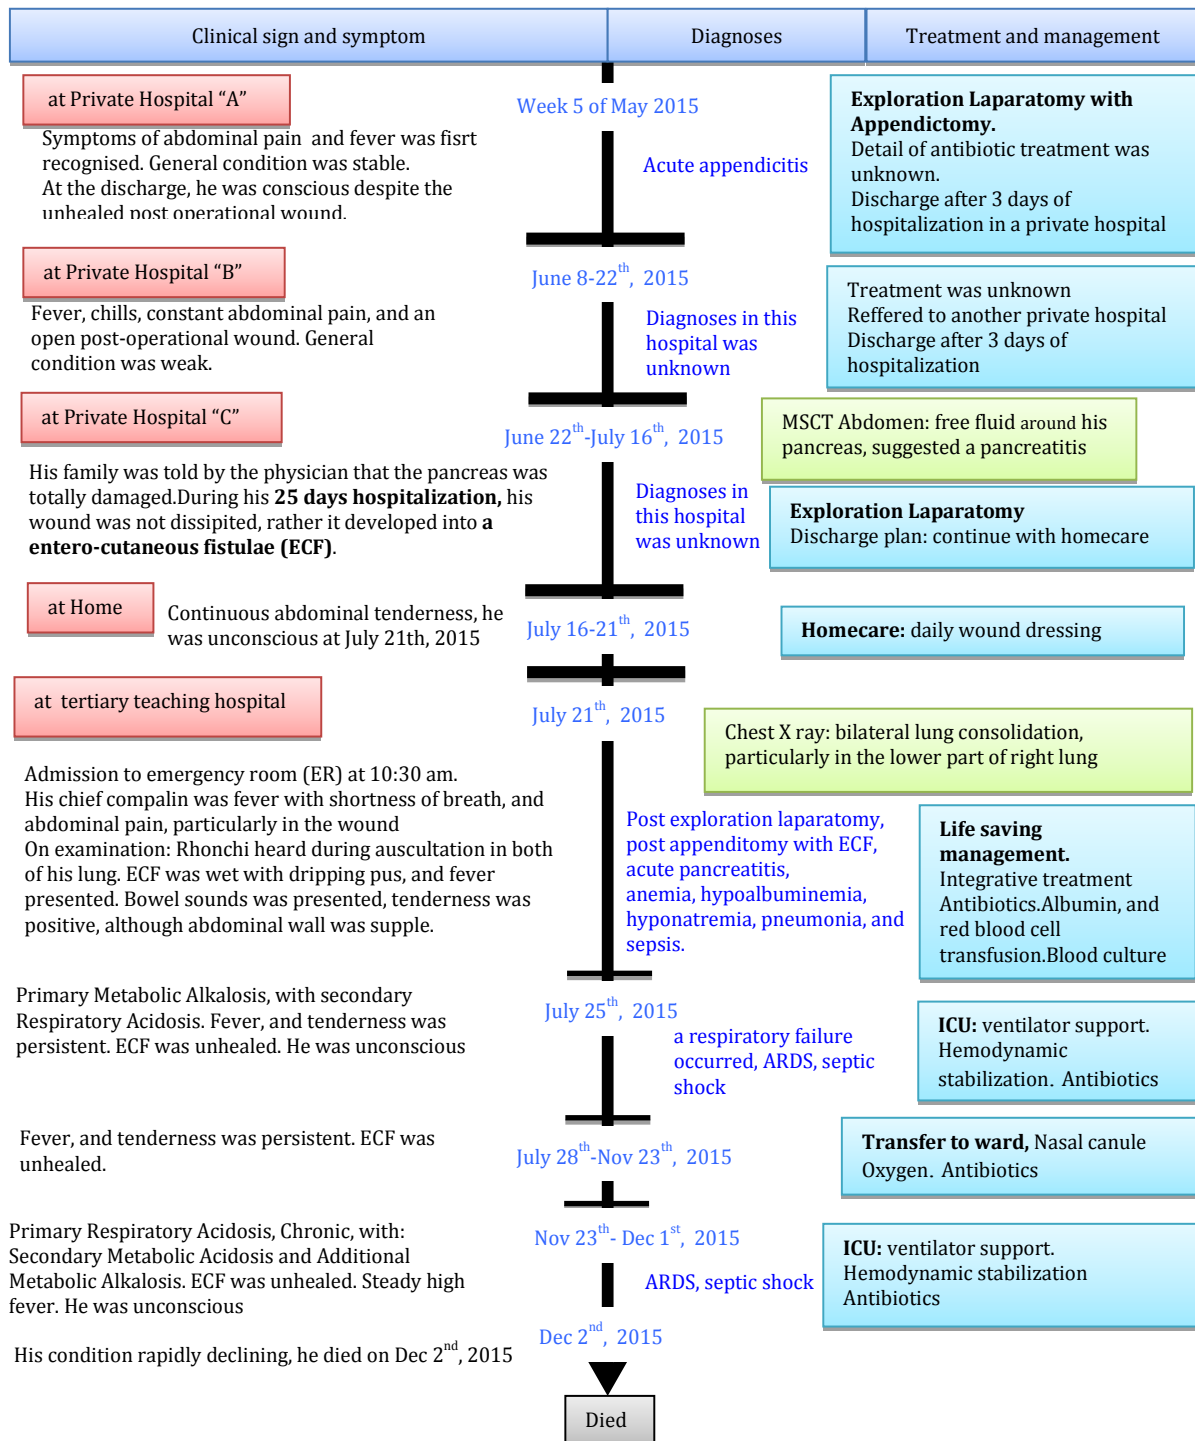 Clinical sign and symptom
Diagnoses
Treatment and management
at Private Hospital “A”
Symptoms of abdominal pain and fever was fisrt
recognised. General condition was stable.
At the discharge, he was conscious despite the
unhealed post operational wound.
Week 5 of May 2015
Acute appendicitis
Exploration Laparatomy with
Appendictomy.
Detail of antibiotic treatment was
unknown.
Discharge after 3 days of
hospitalization in a private hospital
at Private Hospital “B”
Fever, chills, constant abdominal pain, and an
open post-operational wound. General
condition was weak.
June 8-22th, 2015
Diagnoses in this
hospital was
unknown
Treatment was unknown
Reffered to another private hospital
Discharge after 3 days of
hospitalization
at Private Hospital “C”
His family was told by the physician that the pancreas was
totally damaged.During his 25 days hospitalization, his
wound was not dissipited, rather it developed into a
entero-cutaneous fistulae (ECF).
June 22th-July 16th, 2015
Diagnoses in
this hospital
was unknown
MSCT Abdomen: free fluid around his
pancreas, suggested a pancreatitis
Exploration Laparatomy
Discharge plan: continue with homecare
at Home
Continuous abdominal tenderness, he
was unconscious at July 21th, 2015
July 16-21th, 2015
Homecare: daily wound dressing
at tertiary teaching hospital
July 21th, 2015
Chest X ray: bilateral lung consolidation,
particularly in the lower part of right lung
Admission to emergency room (ER) at 10:30 am.
His chief compalin was fever with shortness of breath, and
abdominal pain, particularly in the wound
On examination: Rhonchi heard during auscultation in both
of his lung. ECF was wet with dripping pus, and fever
presented. Bowel sounds was presented, tenderness was
positive, although abdominal wall was supple.
Post exploration laparatomy,
post appenditomy with ECF,
acute pancreatitis,
anemia, hypoalbuminemia,
hyponatremia, pneumonia, and
sepsis.
Life saving
management.
Integrative treatment
Antibiotics.Albumin, and
red blood cell
transfusion.Blood culture
Primary Metabolic Alkalosis, with secondary
Respiratory Acidosis. Fever, and tenderness was
persistent. ECF was unhealed. He was unconscious
July 25th, 2015
a respiratory failure
occurred, ARDS, septic
shock
ICU: ventilator support.
Hemodynamic
stabilization. Antibiotics
Fever, and tenderness was persistent. ECF was
unhealed.
July 28th-Nov 23th, 2015
Transfer to ward, Nasal canule
Oxygen. Antibiotics
Primary Respiratory Acidosis, Chronic, with:
Secondary Metabolic Acidosis and Additional
Metabolic Alkalosis. ECF was unhealed. Steady high
fever. He was unconscious
Nov 23th- Dec 1st, 2015
ARDS, septic shock
ICU: ventilator support.
Hemodynamic stabilization
Antibiotics
Dec 2nd, 2015
His condition rapidly declining, he died on Dec 2nd, 2015
Died